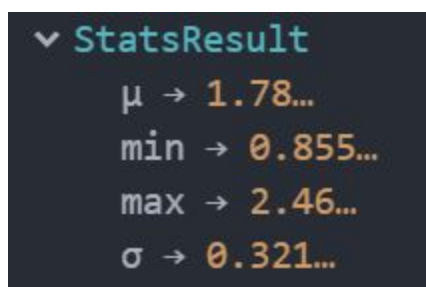 StatsResult
μ → 1.78…
min → 0.855…
max → 2.46…
σ → 0.321…